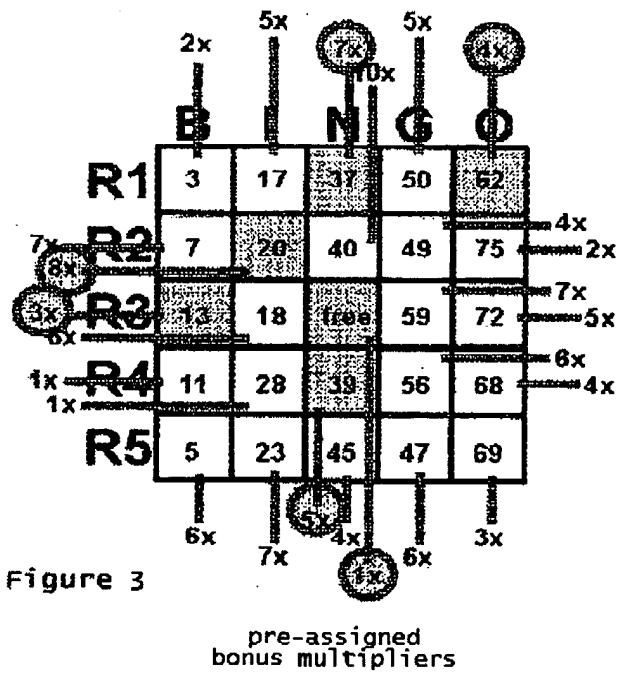 5x 7x 5x 4x
2x 10x
B I N G O
R1 3 17 37 50 62
4x
7x R2 7 20 40 49 75 2x
8x
7x
3x R3 13 18 free 59 72 5x
6x
6x
1x R4 11 28 39 56 68 4x
1x
R5 5 23 45 47 69
5x
6x 7x 4x 6x 3x
1x
Figure 3
pre-assigned
bonus multipliers